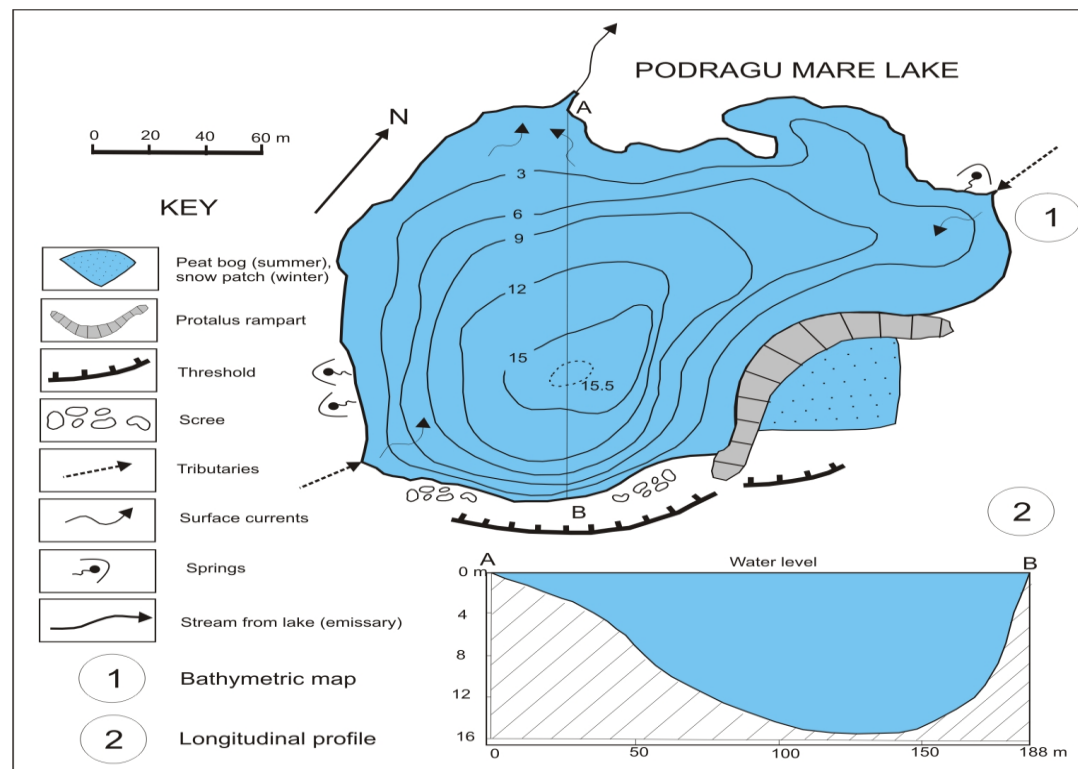 PODRAGU MARE LAKE
A
N
0 20 40 60 m
3
6
9
12
15
15.5
B
1
2
KEY
Peat bog (summer),
snow patch (winter)
Protalus rampart
Threshold
Scree
Tributaries
Surface currents
Springs
Stream from lake (emissary)
1 Bathymetric map
2 Longitudinal profile
A Water level B
0 m
4
8
12
16
0 50 100 150 188 m